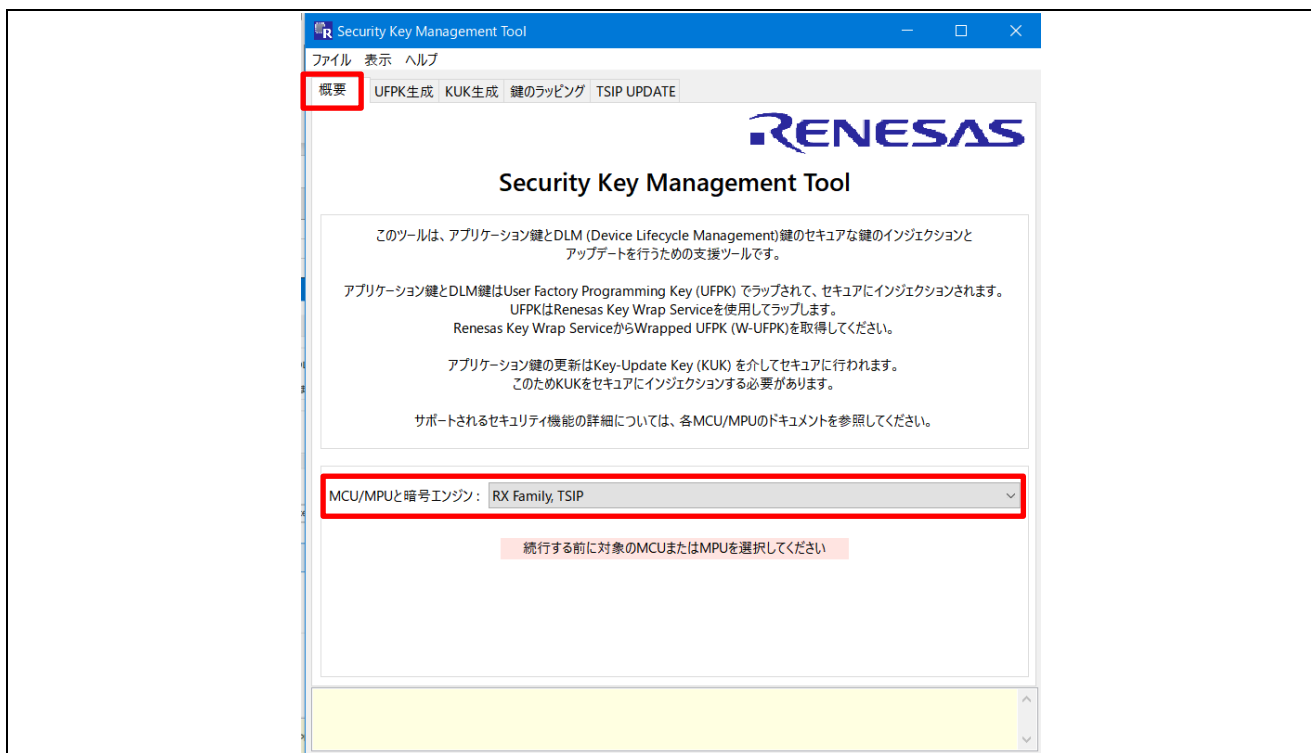 Security Key Management Tool
ファイル 表示 ヘルプ
概要 UFPK生成 KUK生成 鍵のラッピング TSIP UPDATE
RENESAS
Security Key Management Tool
このツールは、アプリケーション鍵とDLM (Device Lifecycle Management)鍵のセキュアな鍵のインジェクションと
アップデートを行うための支援ツールです。
アプリケーション鍵とDLM鍵はUser Factory Programming Key (UFPK) でラップされて、セキュアにインジェクションされます。
UFPKはRenesas Key Wrap Serviceを使用してラップします。
Renesas Key Wrap ServiceからWrapped UFPK (W-UFPK)を取得してください。
アプリケーション鍵の更新はKey-Update Key (KUK) を介してセキュアに行われます。
このためKUKをセキュアにインジェクションする必要があります。
サポートされるセキュリティ機能の詳細については、各MCU/MPUのドキュメントを参照してください。
MCU/MPUと暗号エンジン : RX Family, TSIP
続行する前に対象のMCUまたはMPUを選択してください